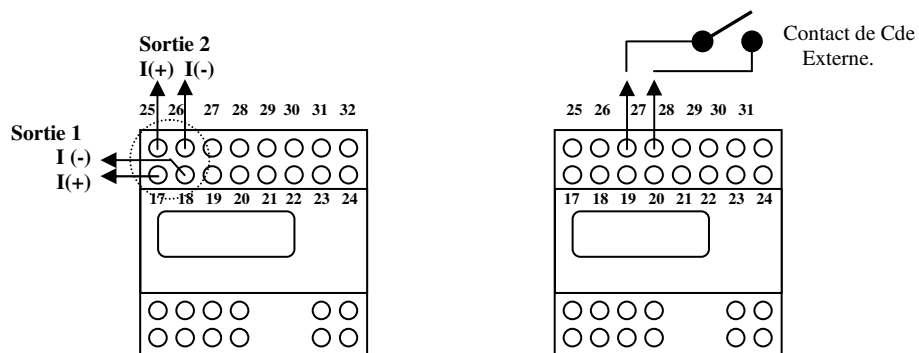 Sortie 2
I(+) I(-)
25 26 27 28 29 30 31 32
Sortie 1
I (-)
I(+)
17 18 19 20 21 22 23 24
Contact de Cde
Externe.
25 26 27 28 29 30 31
17 18 19 20 21 22 23 24